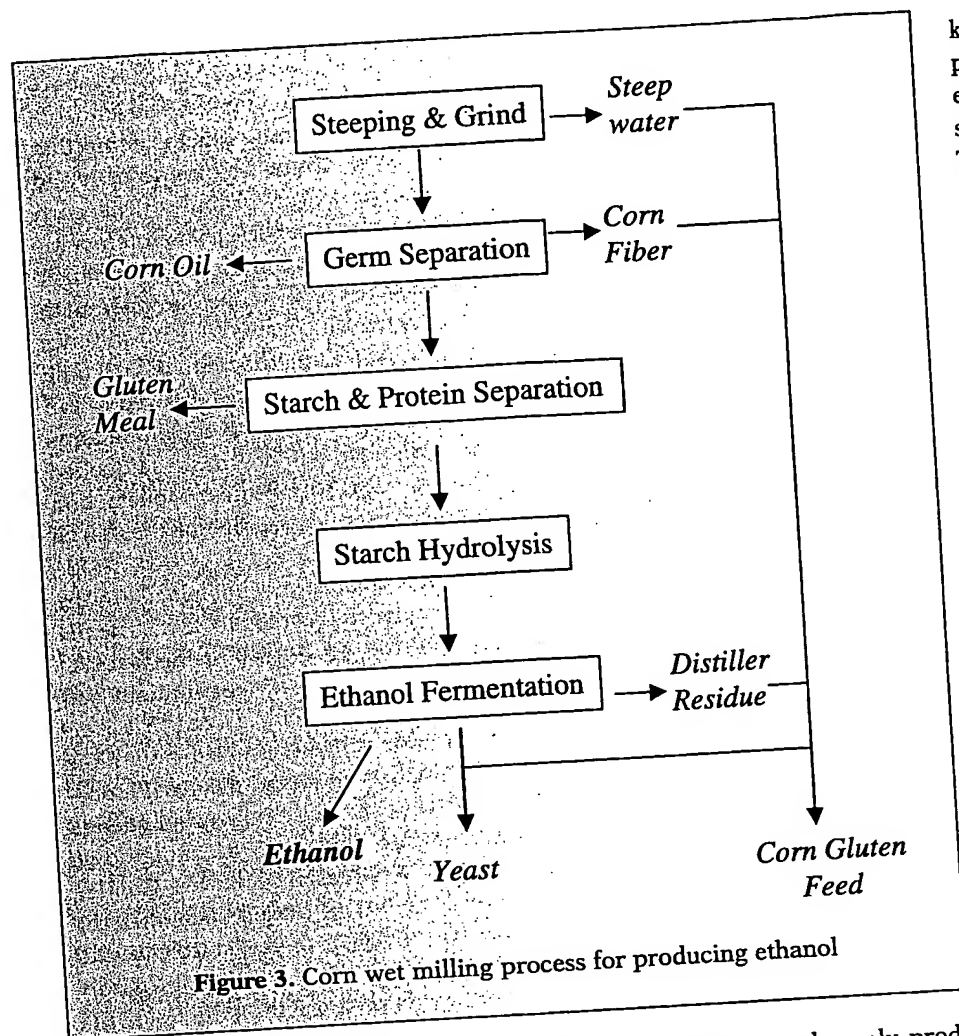 Steeping & Grind
Steep
water
Germ Separation
Corn
Fiber
Corn Oil
Starch & Protein Separation
Gluten
Meal
Starch Hydrolysis
Ethanol Fermentation
Distiller
Residue
Ethanol
Yeast
Corn Gluten
Feed
Figure 3. Corn wet milling process for producing ethanol